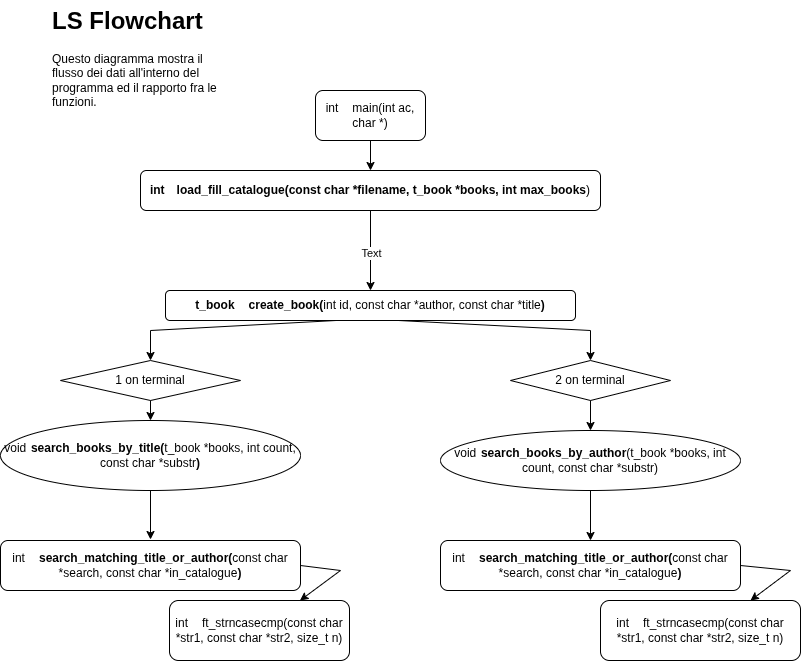 LS Flowchart
Questo diagramma mostra il
flusso dei dati all'interno del
programma ed il rapporto fra le
funzioni.
int main(int ac,
char *)
int load_fill_catalogue(const char *filename, t_book *books, int max_books)
Text
t_book create_book(int id, const char *author, const char *title)
1 on terminal
2 on terminal
void search_books_by_title(t_book *books, int count,
const char *substr)
void search_books_by_author(t_book *books, int
count, const char *substr)
int search_matching_title_or_author(const char
*search, const char *in_catalogue)
int search_matching_title_or_author(const char
*search, const char *in_catalogue)
int ft_strncasecmp(const char
*str1, const char *str2, size_t n)
int ft_strncasecmp(const char
*str1, const char *str2, size_t n)